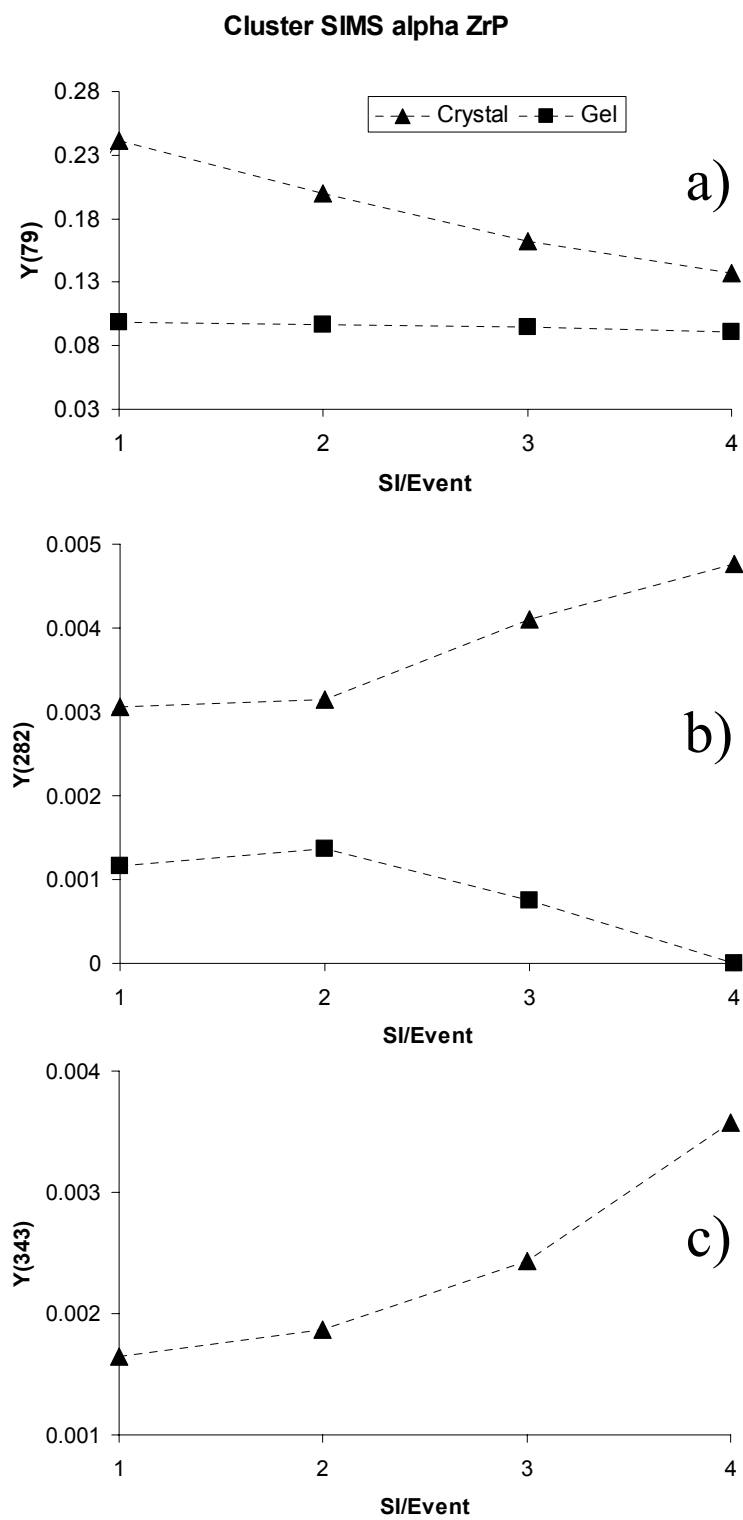 Cluster SIMS alpha ZrP
0.28
0.23
0.18
0.13
0.08
0.03
Y(79)
Crystal Gel
a)
1 2 3 4
SI/Event
0.005
0.004
0.003
0.002
0.001
0
Y(282)
b)
1 2 3 4
SI/Event
0.004
0.003
0.002
0.001
Y(343)
c)
1 2 3 4
SI/Event